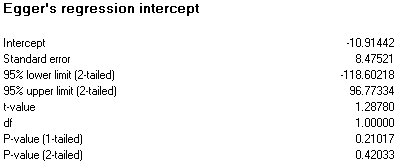 Egger's regression intercept
Intercept -10.91442
Standard error 8.47521
95% lower limit (2-tailed) -118.60218
95% upper limit (2-tailed) 96.77334
t-value 1.28780
df 1.00000
P-value (1-tailed) 0.21017
P-value (2-tailed) 0.42033